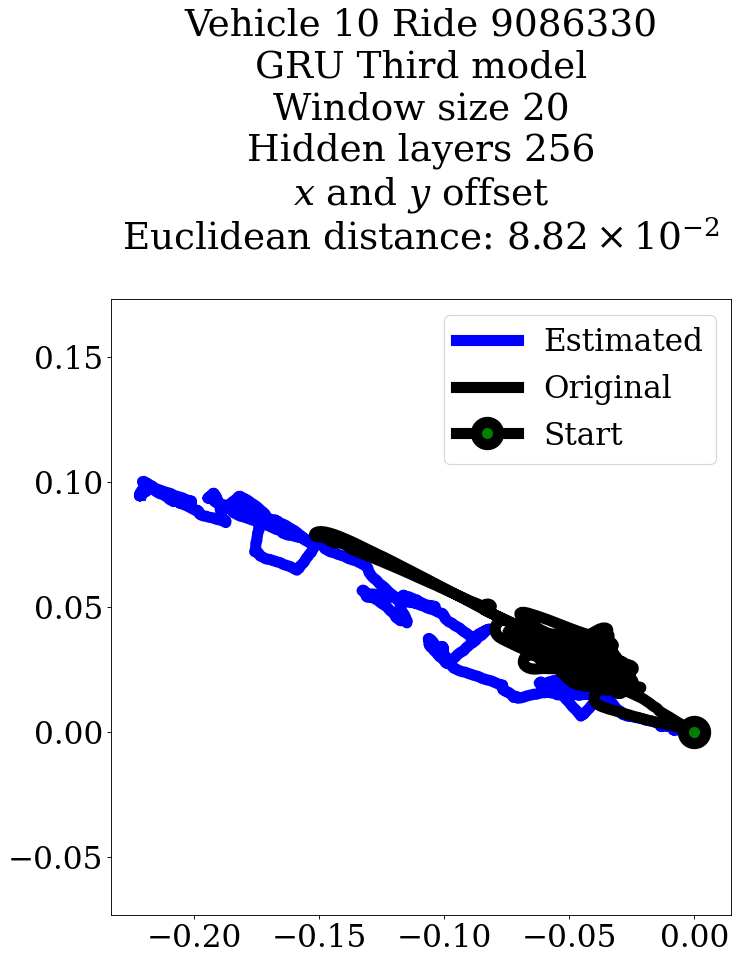 Vehicle 10 Ride 9086330
GRU Third model
Window size 20
Hidden layers 256
x and y offset
Euclidean distance: 8.82 × 10⁻²
Estimated
Original
Start
0.15
0.10
0.05
0.00
−0.05
−0.20 −0.15 −0.10 −0.05 0.00